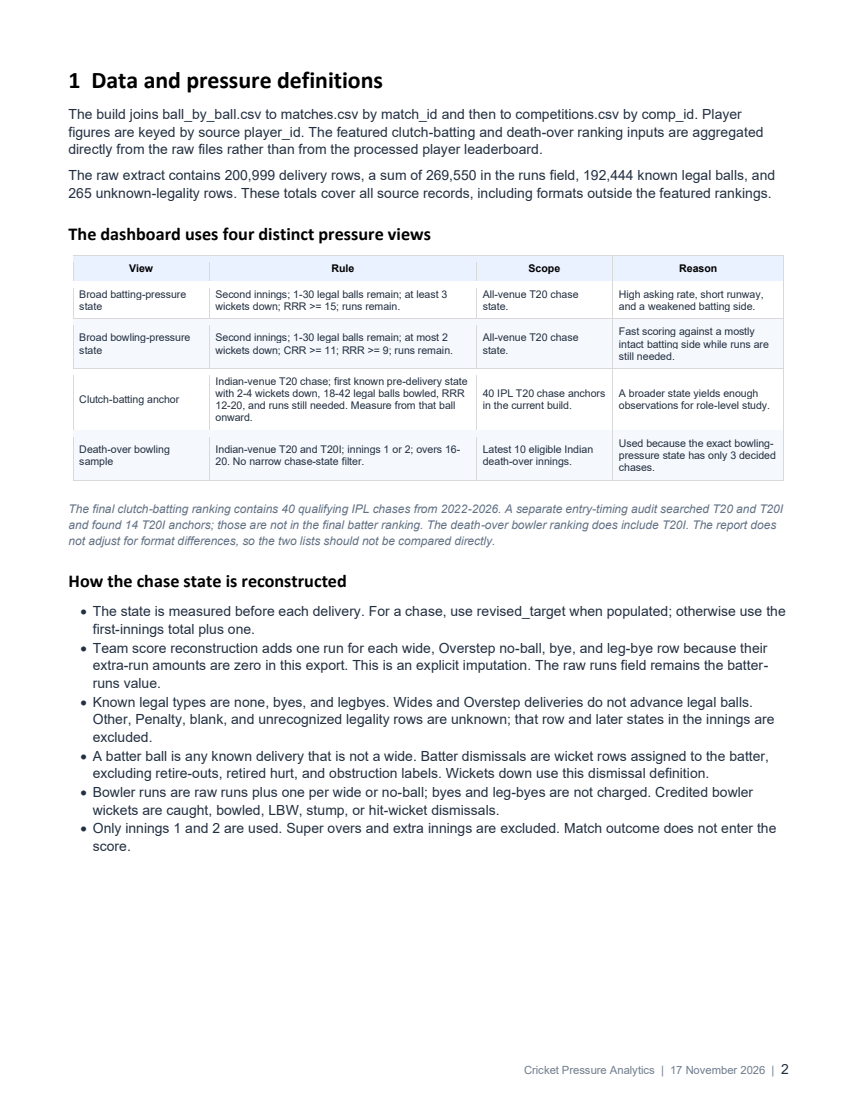 1 Data and pressure definitions
The build joins ball_by_ball.csv to matches.csv by match_id and then to competitions.csv by comp_id. Player
figures are keyed by source player_id. The featured clutch-batting and death-over ranking inputs are aggregated
directly from the raw files rather than from the processed player leaderboard.
The raw extract contains 200,999 delivery rows, a sum of 269,550 in the runs field, 192,444 known legal balls, and
265 unknown-legality rows. These totals cover all source records, including formats outside the featured rankings.
The dashboard uses four distinct pressure views
View Rule Scope Reason
Broad batting-pressure
state
Second innings; 1-30 legal balls remain; at least 3
wickets down; RRR >= 15; runs remain.
All-venue T20 chase
state.
High asking rate, short runway,
and a weakened batting side.
Broad bowling-pressure
state
Second innings; 1-30 legal balls remain; at most 2
wickets down; CRR >= 11; RRR >= 9; runs remain.
All-venue T20 chase
state.
Fast scoring against a mostly
intact batting side while runs are
still needed.
Clutch-batting anchor
Indian-venue T20 chase; first known pre-delivery state
with 2-4 wickets down, 18-42 legal balls bowled, RRR
12-20, and runs still needed. Measure from that ball
onward.
40 IPL T20 chase anchors
in the current build.
A broader state yields enough
observations for role-level study.
Death-over bowling
sample
Indian-venue T20 and T20I; innings 1 or 2; overs 16-
20. No narrow chase-state filter.
Latest 10 eligible Indian
death-over innings.
Used because the exact bowling-
pressure state has only 3 decided
chases.
The final clutch-batting ranking contains 40 qualifying IPL chases from 2022-2026. A separate entry-timing audit searched T20 and T20I
and found 14 T20I anchors; those are not in the final batter ranking. The death-over bowler ranking does include T20I. The report does
not adjust for format differences, so the two lists should not be compared directly.
How the chase state is reconstructed
• The state is measured before each delivery. For a chase, use revised_target when populated; otherwise use the
first-innings total plus one.
• Team score reconstruction adds one run for each wide, Overstep no-ball, bye, and leg-bye row because their
extra-run amounts are zero in this export. This is an explicit imputation. The raw runs field remains the batter-
runs value.
• Known legal types are none, byes, and legbyes. Wides and Overstep deliveries do not advance legal balls.
Other, Penalty, blank, and unrecognized legality rows are unknown; that row and later states in the innings are
excluded.
• A batter ball is any known delivery that is not a wide. Batter dismissals are wicket rows assigned to the batter,
excluding retire-outs, retired hurt, and obstruction labels. Wickets down use this dismissal definition.
• Bowler runs are raw runs plus one per wide or no-ball; byes and leg-byes are not charged. Credited bowler
wickets are caught, bowled, LBW, stump, or hit-wicket dismissals.
• Only innings 1 and 2 are used. Super overs and extra innings are excluded. Match outcome does not enter the
score.
Cricket Pressure Analytics | 17 November 2026 | 2